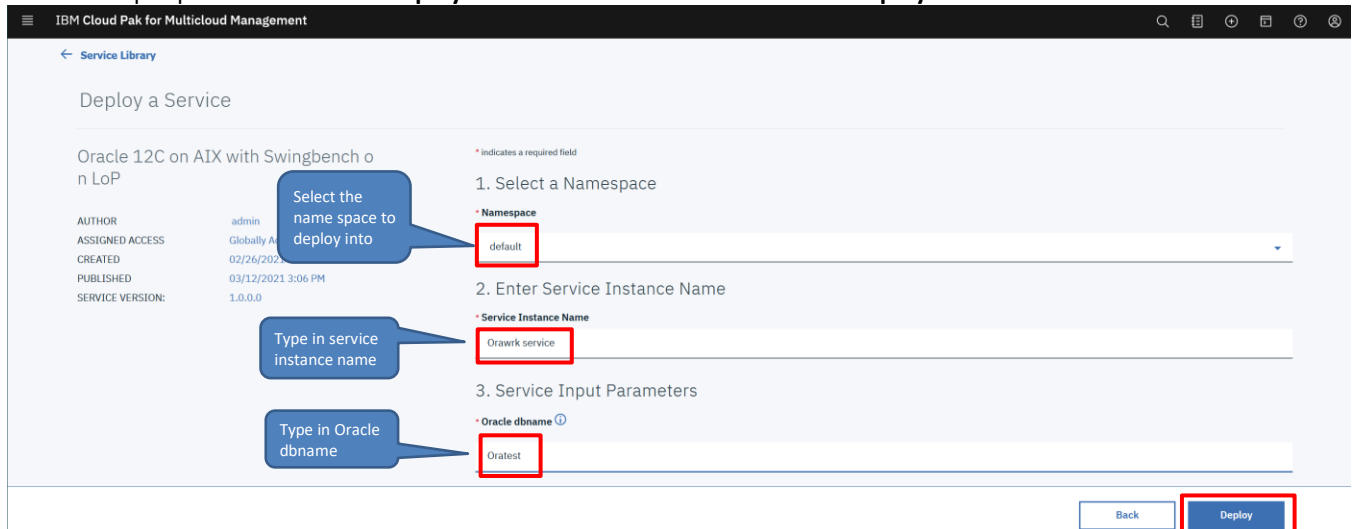 IBM Cloud Pak for Multicloud Management
← Service Library
Deploy a Service
Oracle 12C on AIX with Swingbench o
n LoP
AUTHOR admin
ASSIGNED ACCESS Globally
CREATED 02/26/2021
PUBLISHED 03/12/2021 3:06 PM
SERVICE VERSION: 1.0.0.0
Select the
name space to
deploy into
Type in service
instance name
Type in Oracle
dbname
* indicates a required field
1. Select a Namespace
* Namespace
default
2. Enter Service Instance Name
* Service Instance Name
Orawrk service
3. Service Input Parameters
* Oracle dbname
Oratest
Back Deploy